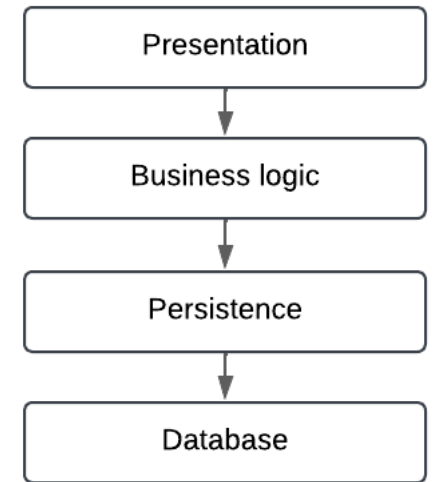 Presentation
Business logic
Persistence
Database